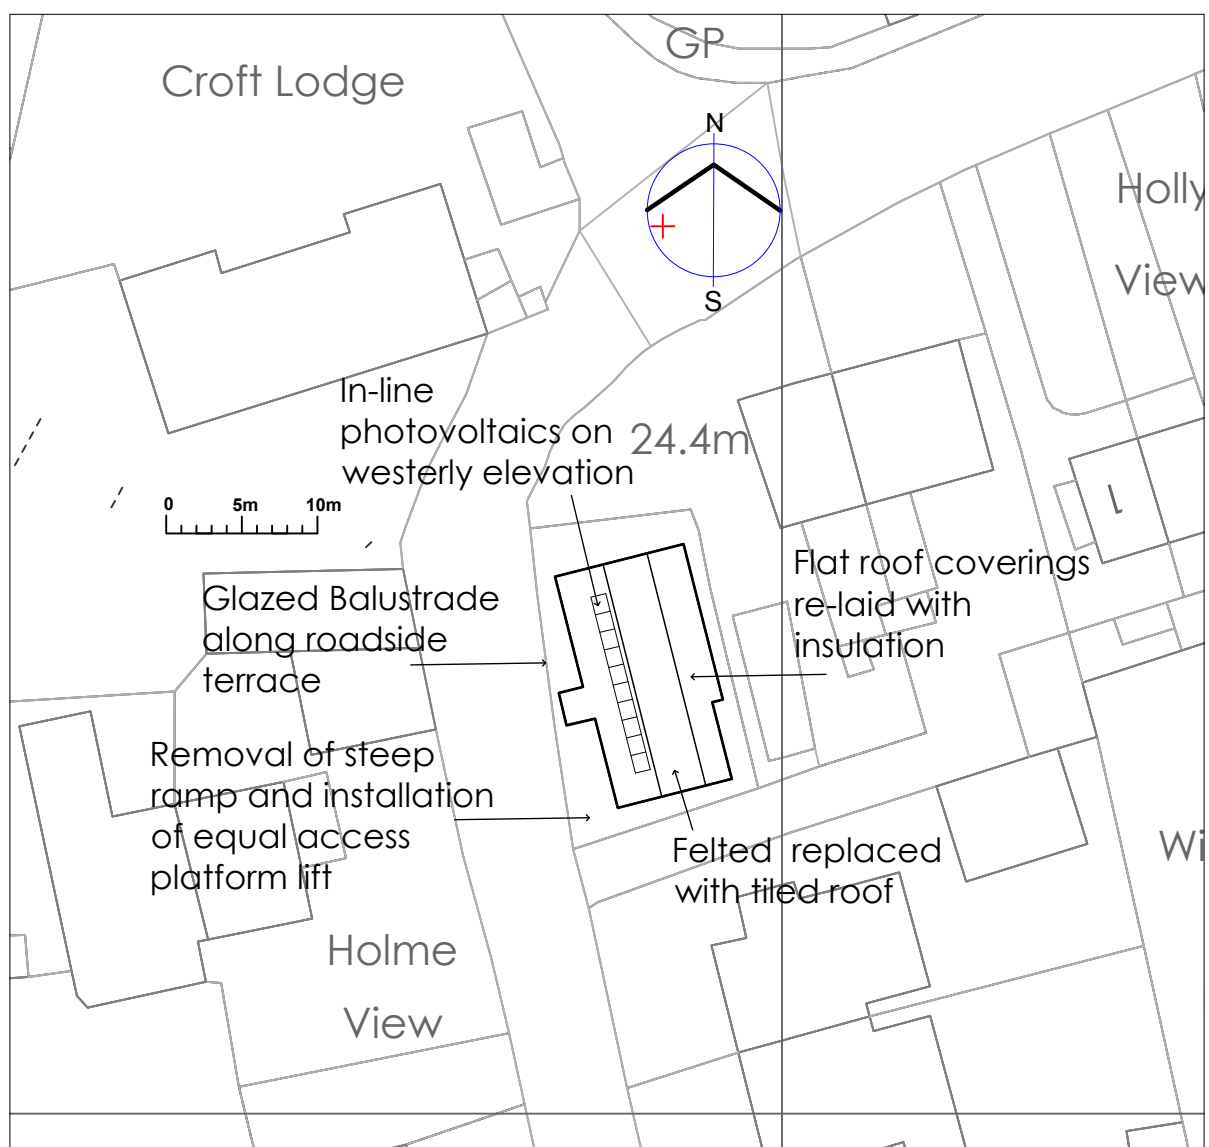 GP
Croft Lodge
N
Holly
View
S
In-line
photovoltaics on
westerly elevation
24.4m
0 5m 10m
1
Flat roof coverings
re-laid with
insulation
Glazed Balustrade
along roadside
terrace
Removal of steep
ramp and installation
of equal access
platform lift
Felted replaced
with tiled roof
Wi
Holme
View